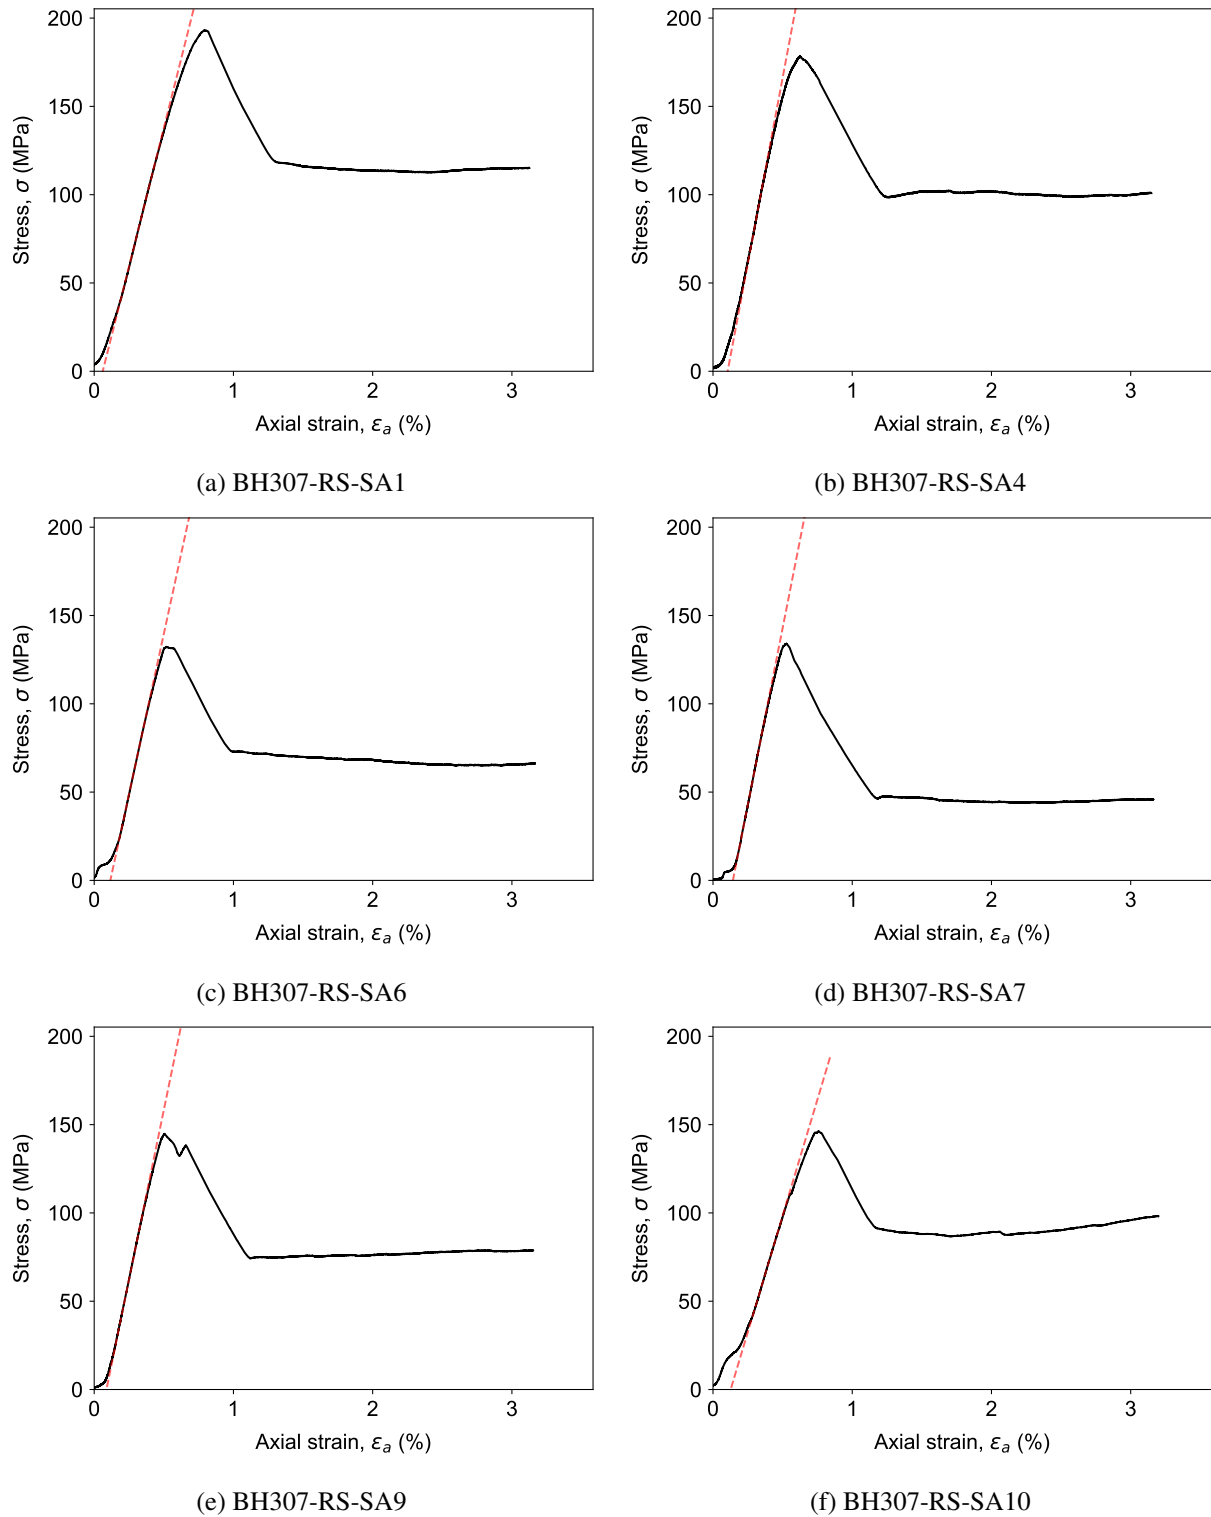 200
150
100
50
0
Stress, σ (MPa)
0 1 2 3
Axial strain, εₐ (%)
(a) BH307-RS-SA1
200
150
100
50
0
Stress, σ (MPa)
0 1 2 3
Axial strain, εₐ (%)
(b) BH307-RS-SA4
200
150
100
50
0
Stress, σ (MPa)
0 1 2 3
Axial strain, εₐ (%)
(c) BH307-RS-SA6
200
150
100
50
0
Stress, σ (MPa)
0 1 2 3
Axial strain, εₐ (%)
(d) BH307-RS-SA7
200
150
100
50
0
Stress, σ (MPa)
0 1 2 3
Axial strain, εₐ (%)
(e) BH307-RS-SA9
200
150
100
50
0
Stress, σ (MPa)
0 1 2 3
Axial strain, εₐ (%)
(f) BH307-RS-SA10